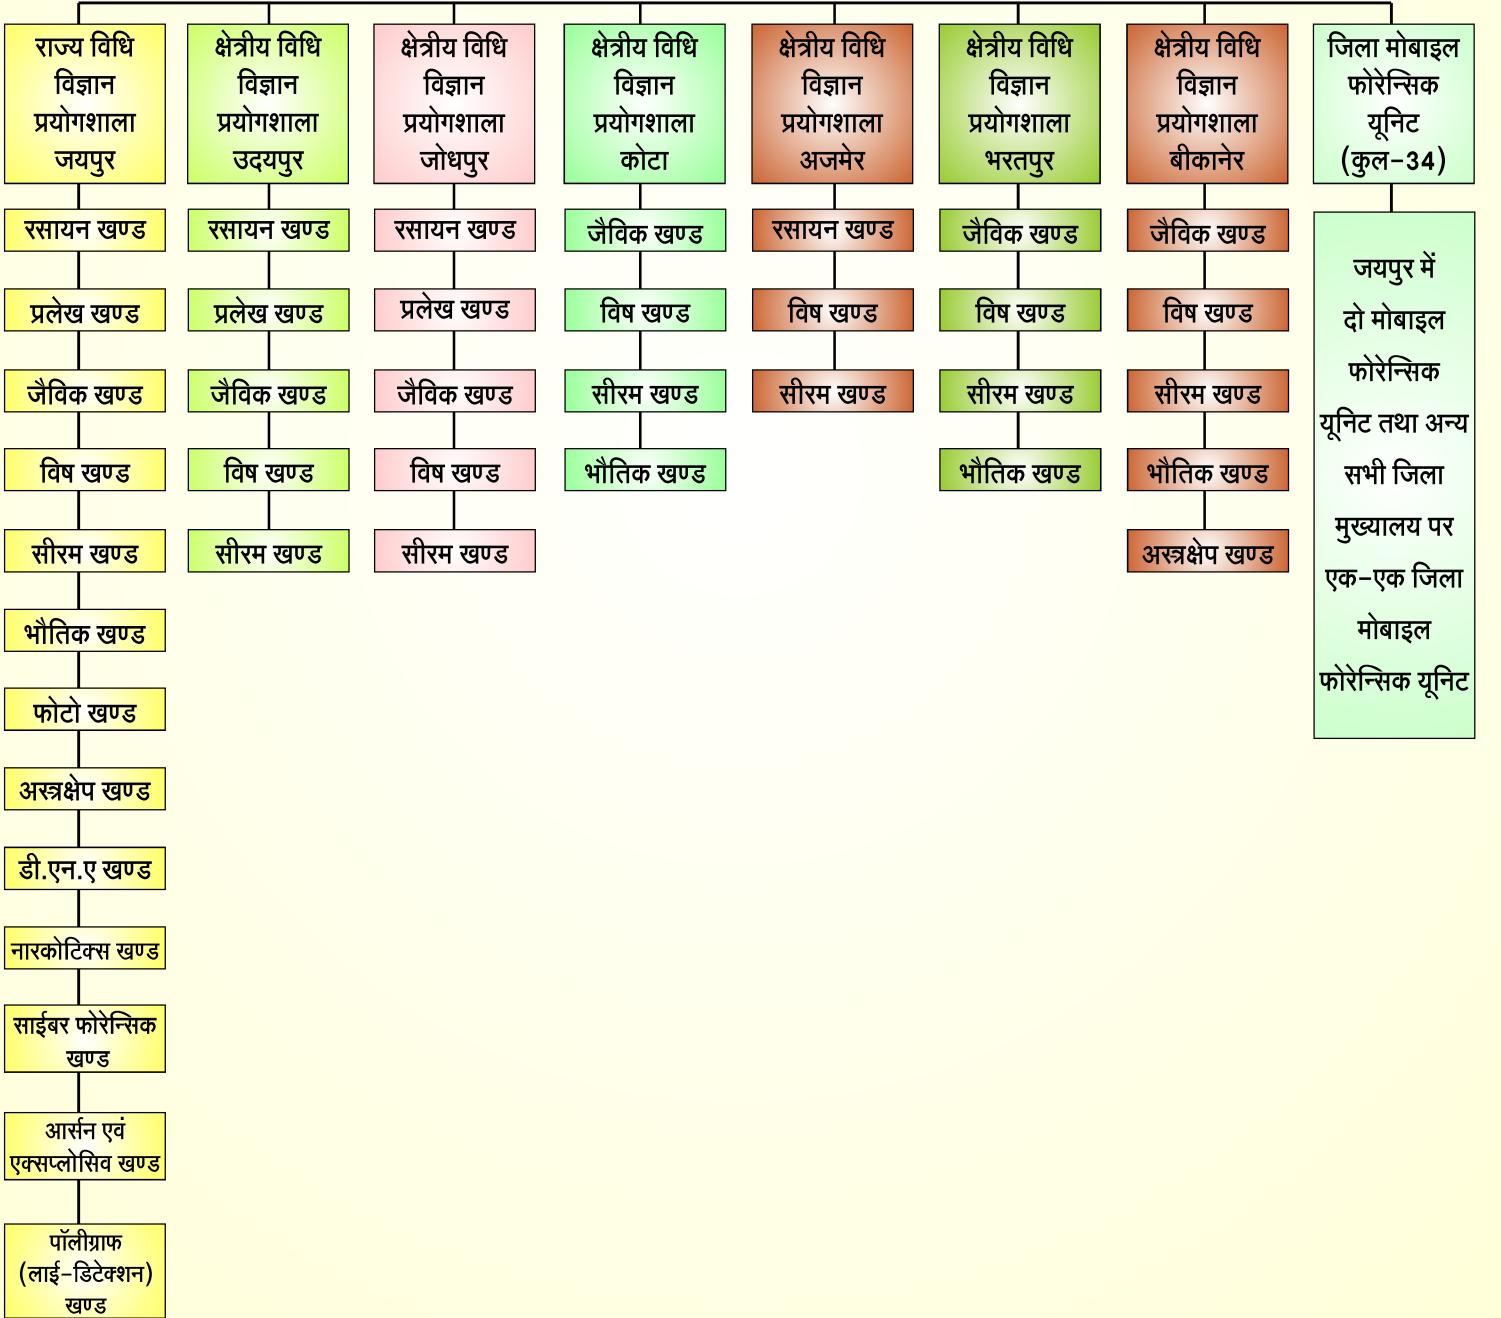 राज्य विधि
विज्ञान
प्रयोगशाला
जयपुर
रसायन खण्ड
प्रलेख खण्ड
जैविक खण्ड
विष खण्ड
सीरम खण्ड
भौतिक खण्ड
फोटो खण्ड
अस्त्रक्षेप खण्ड
डी.एन.ए खण्ड
नारकोटिक्स खण्ड
साईबर फोरेन्सिक
खण्ड
आर्सन एवं
एक्सप्लोसिव खण्ड
पॉलीग्राफ
(लाई-डिटेक्शन)
खण्ड
क्षेत्रीय विधि
विज्ञान
प्रयोगशाला
उदयपुर
रसायन खण्ड
प्रलेख खण्ड
जैविक खण्ड
विष खण्ड
सीरम खण्ड
क्षेत्रीय विधि
विज्ञान
प्रयोगशाला
जोधपुर
रसायन खण्ड
प्रलेख खण्ड
जैविक खण्ड
विष खण्ड
सीरम खण्ड
क्षेत्रीय विधि
विज्ञान
प्रयोगशाला
कोटा
जैविक खण्ड
विष खण्ड
सीरम खण्ड
भौतिक खण्ड
क्षेत्रीय विधि
विज्ञान
प्रयोगशाला
अजमेर
रसायन खण्ड
विष खण्ड
सीरम खण्ड
क्षेत्रीय विधि
विज्ञान
प्रयोगशाला
भरतपुर
जैविक खण्ड
विष खण्ड
सीरम खण्ड
भौतिक खण्ड
क्षेत्रीय विधि
विज्ञान
प्रयोगशाला
बीकानेर
जैविक खण्ड
विष खण्ड
सीरम खण्ड
भौतिक खण्ड
अस्त्रक्षेप खण्ड
जिला मोबाइल
फोरेन्सिक
यूनिट
(कुल-34)
जयपुर में
दो मोबाइल
फोरेन्सिक
यूनिट तथा अन्य
सभी जिला
मुख्यालय पर
एक-एक जिला
मोबाइल
फोरेन्सिक यूनिट